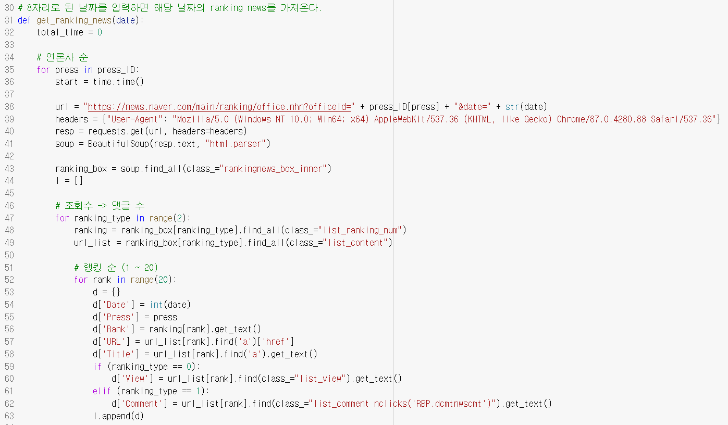 30 # 8자리로 된 날짜를 입력하면 해당 날짜의 ranking news를 가져온다.
31 def get_ranking_news(date):
32     total_time = 0
33
34     # 언론사 순
35     for press in press_ID:
36         start = time.time()
37
38         url = "https://news.naver.com/main/ranking/office.nhn?officeId=" + press_ID[press] + "&date=" + str(date)
39         headers = {"User-Agent": "Mozilla/5.0 (Windows NT 10.0; Win64; x64) AppleWebKit/537.36 (KHTML, like Gecko) Chrome/87.0.4280.88 Safari/537.36"}
40         resp = requests.get(url, headers=headers)
41         soup = BeautifulSoup(resp.text, "html.parser")
42
43         ranking_box = soup.find_all(class_="rankingnews_box_inner")
44         l = []
45
46         # 조회수 -> 댓글 수
47         for ranking_type in range(2):
48             ranking = ranking_box[ranking_type].find_all(class_="list_ranking_num")
49             url_list = ranking_box[ranking_type].find_all(class_="list_content")
50
51             # 랭킹 순 (1 ~ 20)
52             for rank in range(20):
53                 d = {}
54                 d['Date'] = int(date)
55                 d['Press'] = press
56                 d['Rank'] = ranking[rank].get_text()
57                 d['URL'] = url_list[rank].find('a')['href']
58                 d['Title'] = url_list[rank].find('a').get_text()
59                 if (ranking_type == 0):
60                     d['View'] = url_list[rank].find(class_="list_view").get_text()
61                 elif (ranking_type == 1):
62                     d['Comment'] = url_list[rank].find(class_="list_comment nclicks('RBP.cmtnwscnt')").get_text()
63                 l.append(d)